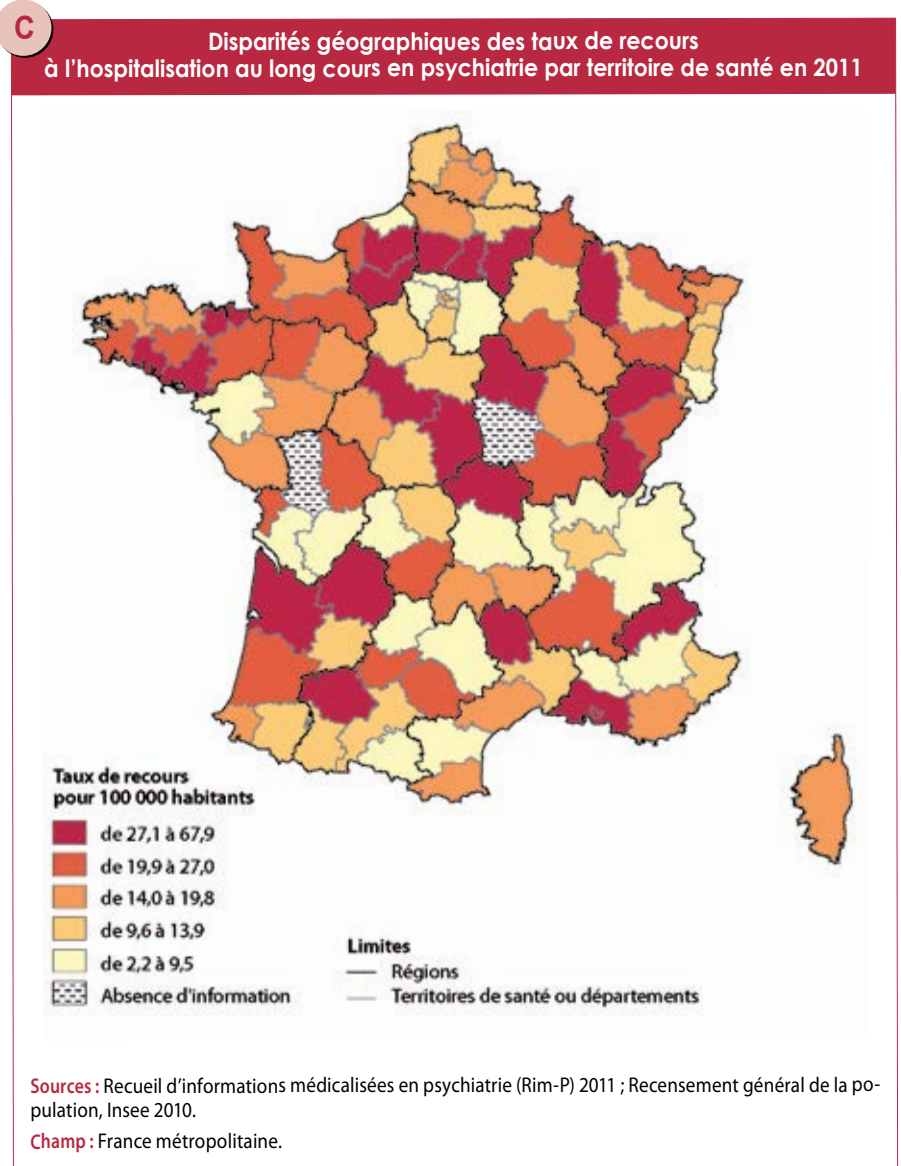 C
Disparités géographiques des taux de recours
à l'hospitalisation au long cours en psychiatrie par territoire de santé en 2011
Taux de recours
pour 100 000 habitants
de 27,1 à 67,9
de 19,9 à 27,0
de 14,0 à 19,8
de 9,6 à 13,9
de 2,2 à 9,5
Absence d'information
Limites
Régions
Territoires de santé ou départements
Sources : Recueil d'informations médicalisées en psychiatrie (Rim-P) 2011 ; Recensement général de la po-
pulation, Insee 2010.
Champ : France métropolitaine.